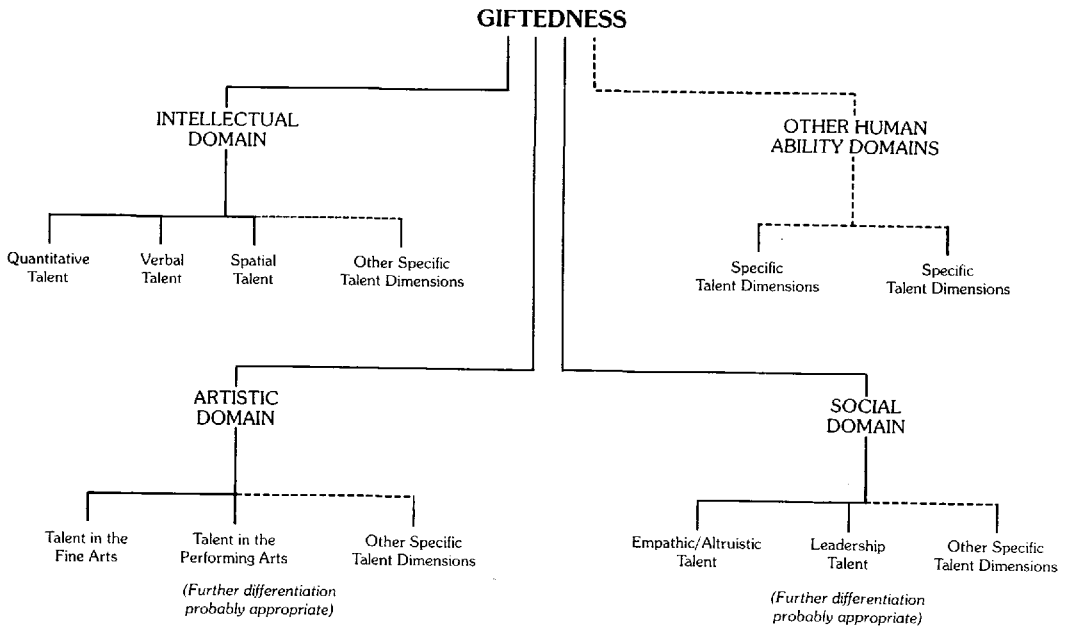 GIFTEDNESS
INTELLECTUAL
DOMAIN
Quantitative
Talent
Verbal
Talent
Spatial
Talent
Other Specific
Talent Dimensions
OTHER HUMAN
ABILITY DOMAINS
Specific
Talent Dimensions
Specific
Talent Dimensions
ARTISTIC
DOMAIN
Talent in the
Fine Arts
Talent in the
Performing Arts
(Further differentiation
probably appropriate)
Other Specific
Talent Dimensions
SOCIAL
DOMAIN
Empathic/Altruistic
Talent
Leadership
Talent
(Further differentiation
probably appropriate)
Other Specific
Talent Dimensions